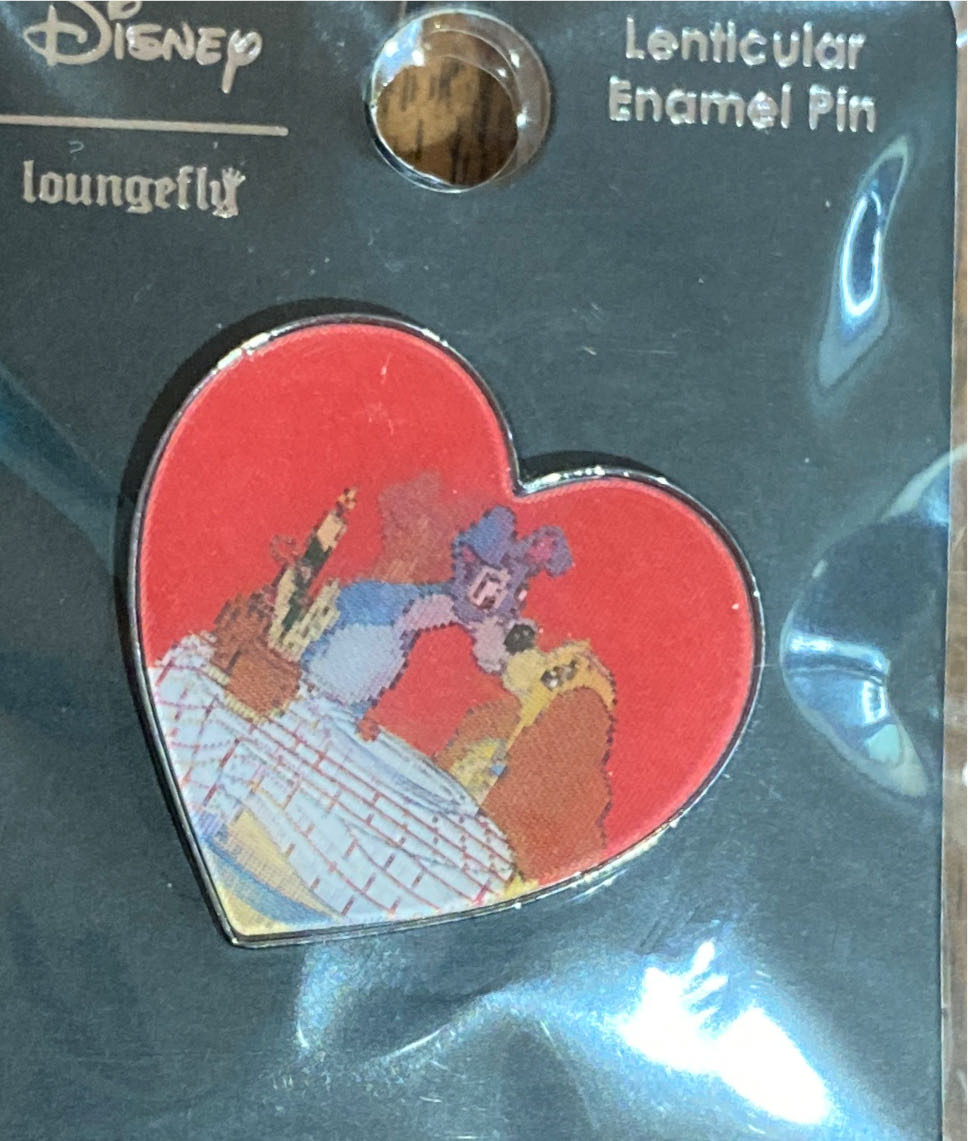 Disney
loungefly
Lenticular
Enamel Pin